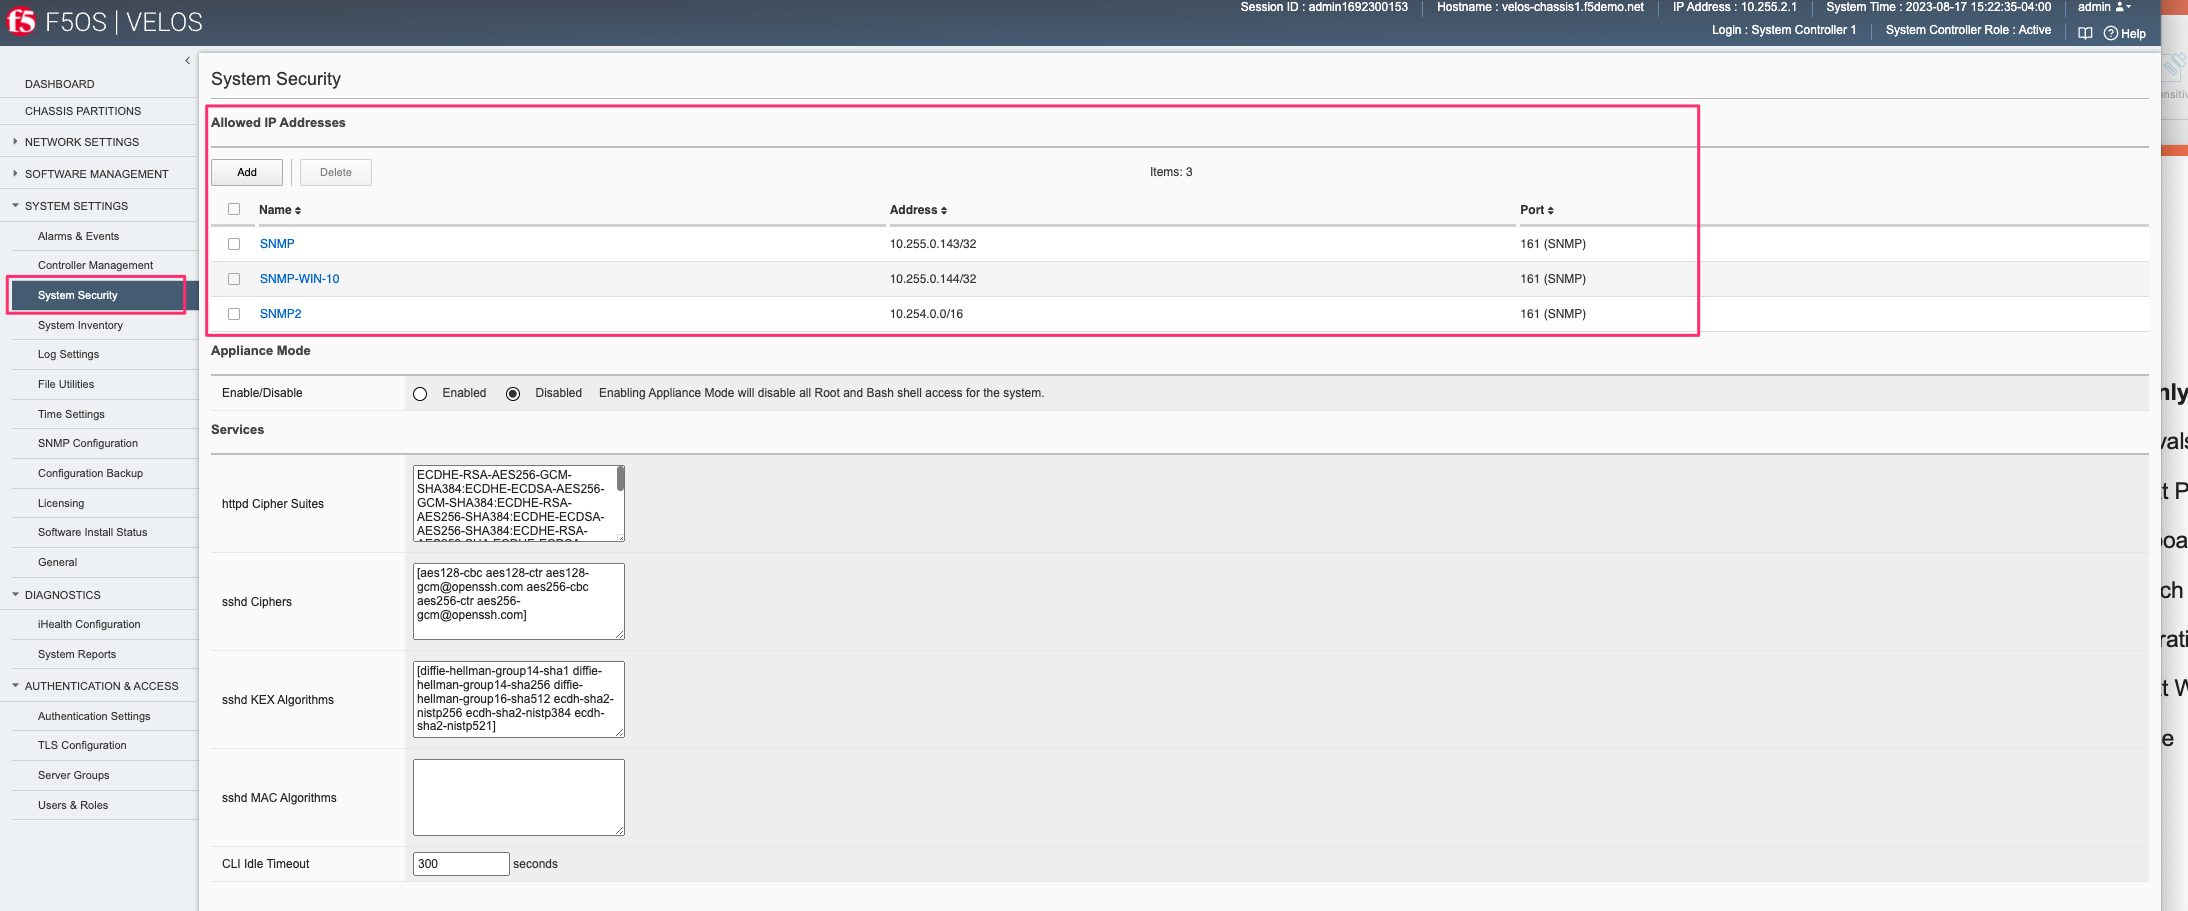 f5 F5OS | VELOS
Session ID : admin1692300153 Hostname : velos-chassis1.f5demo.net IP Address : 10.255.2.1 System Time : 2023-08-17 15:22:35-04:00 admin
Login : System Controller 1 System Controller Role : Active Help
DASHBOARD
CHASSIS PARTITIONS
NETWORK SETTINGS
SOFTWARE MANAGEMENT
SYSTEM SETTINGS
Alarms & Events
Controller Management
System Security
System Inventory
Log Settings
File Utilities
Time Settings
SNMP Configuration
Configuration Backup
Licensing
Software Install Status
General
DIAGNOSTICS
iHealth Configuration
System Reports
AUTHENTICATION & ACCESS
Authentication Settings
TLS Configuration
Server Groups
Users & Roles
System Security
Allowed IP Addresses
Add Delete Items: 3
Name Address Port
SNMP 10.255.0.143/32 161 (SNMP)
SNMP-WIN-10 10.255.0.144/32 161 (SNMP)
SNMP2 10.254.0.0/16 161 (SNMP)
Appliance Mode
Enable/Disable Enabled Disabled Enabling Appliance Mode will disable all Root and Bash shell access for the system.
Services
httpd Cipher Suites
ECDHE-RSA-AES256-GCM-
SHA384:ECDHE-ECDSA-AES256-
GCM-SHA384:ECDHE-RSA-
AES256-SHA384:ECDHE-ECDSA-
AES256-SHA384:ECDHE-RSA-
sshd Ciphers
[aes128-cbc aes128-ctr aes128-
gcm@openssh.com aes256-cbc
aes256-ctr aes256-
gcm@openssh.com]
sshd KEX Algorithms
[diffie-hellman-group14-sha1 diffie-
hellman-group14-sha256 diffie-
hellman-group16-sha512 ecdh-sha2-
nistp256 ecdh-sha2-nistp384 ecdh-
sha2-nistp521]
sshd MAC Algorithms
CLI Idle Timeout 300 seconds